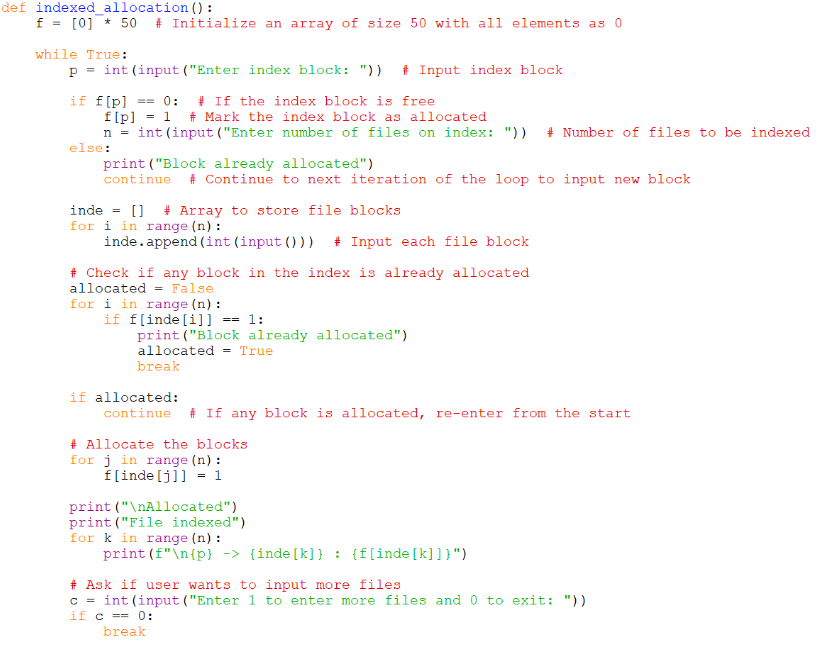 def indexed_allocation():
    f = [0] * 50  # Initialize an array of size 50 with all elements as 0

    while True:
        p = int(input("Enter index block: "))  # Input index block

        if f[p] == 0:  # If the index block is free
            f[p] = 1  # Mark the index block as allocated
            n = int(input("Enter number of files on index: "))  # Number of files to be indexed
        else:
            print("Block already allocated")
            continue  # Continue to next iteration of the loop to input new block

        inde = []  # Array to store file blocks
        for i in range(n):
            inde.append(int(input()))  # Input each file block

        # Check if any block in the index is already allocated
        allocated = False
        for i in range(n):
            if f[inde[i]] == 1:
                print("Block already allocated")
                allocated = True
                break

        if allocated:
            continue  # If any block is allocated, re-enter from the start

        # Allocate the blocks
        for j in range(n):
            f[inde[j]] = 1

        print("\nAllocated")
        print("File indexed")
        for k in range(n):
            print(f"\n{p} -> {inde[k]} : {f[inde[k]]}")

        # Ask if user wants to input more files
        c = int(input("Enter 1 to enter more files and 0 to exit: "))
        if c == 0:
            break